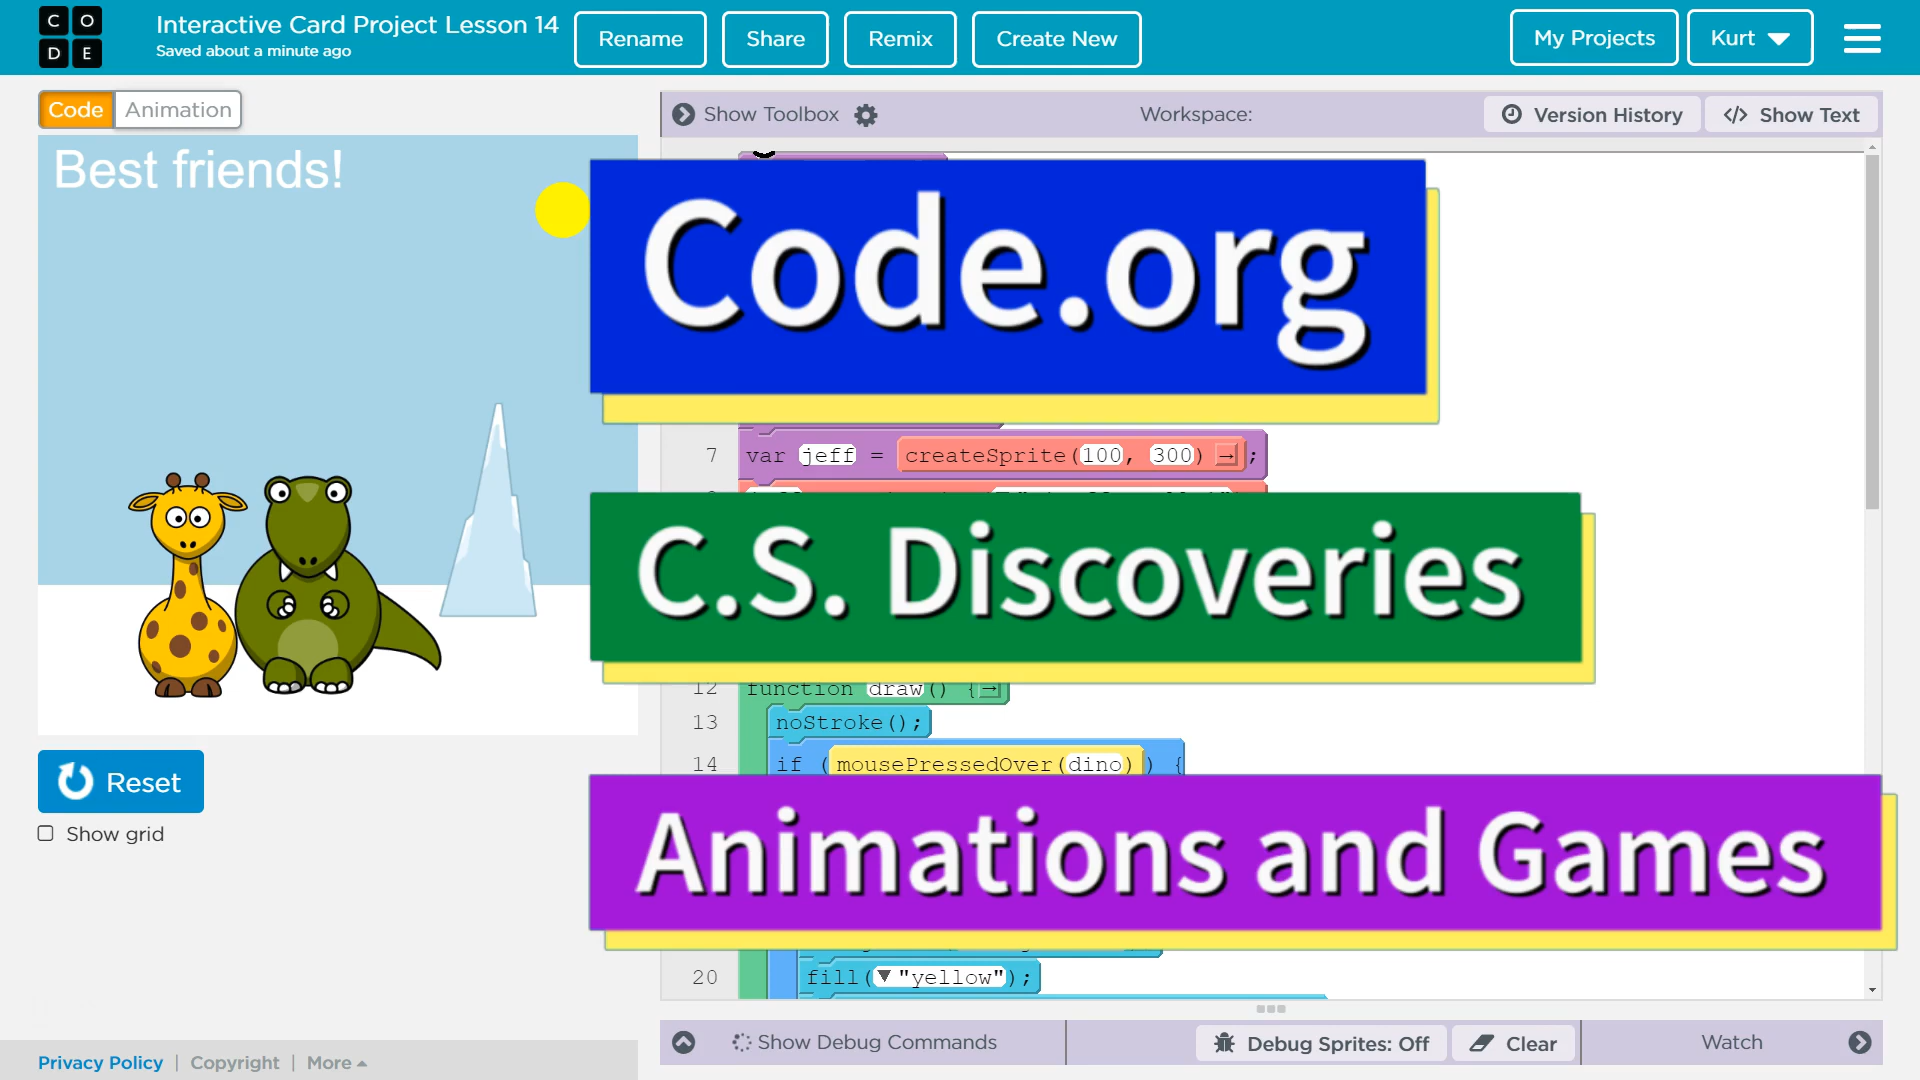 CODE
Interactive Card Project Lesson 14
Saved about a minute ago
Rename
Share
Remix
Create New
My Projects
Kurt
Code
Animation
Show Toolbox
Workspace:
Version History
</> Show Text
Best friends!
Code.org
7 var jeff = createSprite(100, 300) → ;
C.S. Discoveries
12 function draw() { →
13 noStroke();
14 if (mousePressedOver(dino)) {
Animations and Games
20 fill(▼ "yellow");
Reset
Show grid
Show Debug Commands
Debug Sprites: Off
Clear
Watch
Privacy Policy | Copyright | More